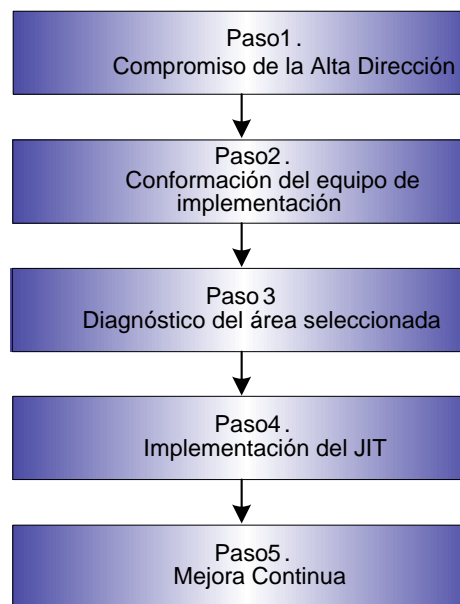 Paso1.
Compromiso de la Alta Dirección
Paso2.
Conformación del equipo de
implementación
Paso 3
Diagnóstico del área seleccionada
Paso4.
Implementación del JIT
Paso5.
Mejora Continua